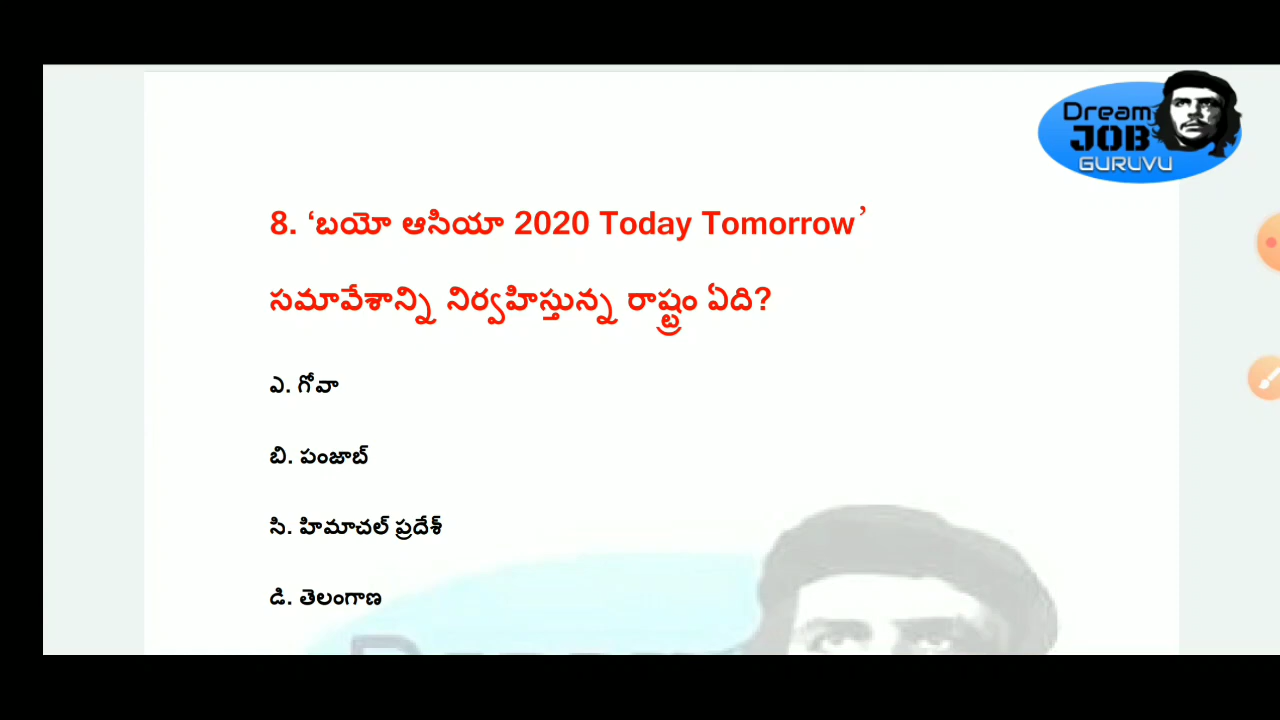 Dream
JOB
GURUVU
8. ‘బయో ఆసియా 2020 Today Tomorrow’
సమావేశాన్ని నిర్వహిస్తున్న రాష్ట్రం ఏది?
ఎ. గోవా
బి. పంజాబ్
సి. హిమాచల్ ప్రదేశ్
డి. తెలంగాణ